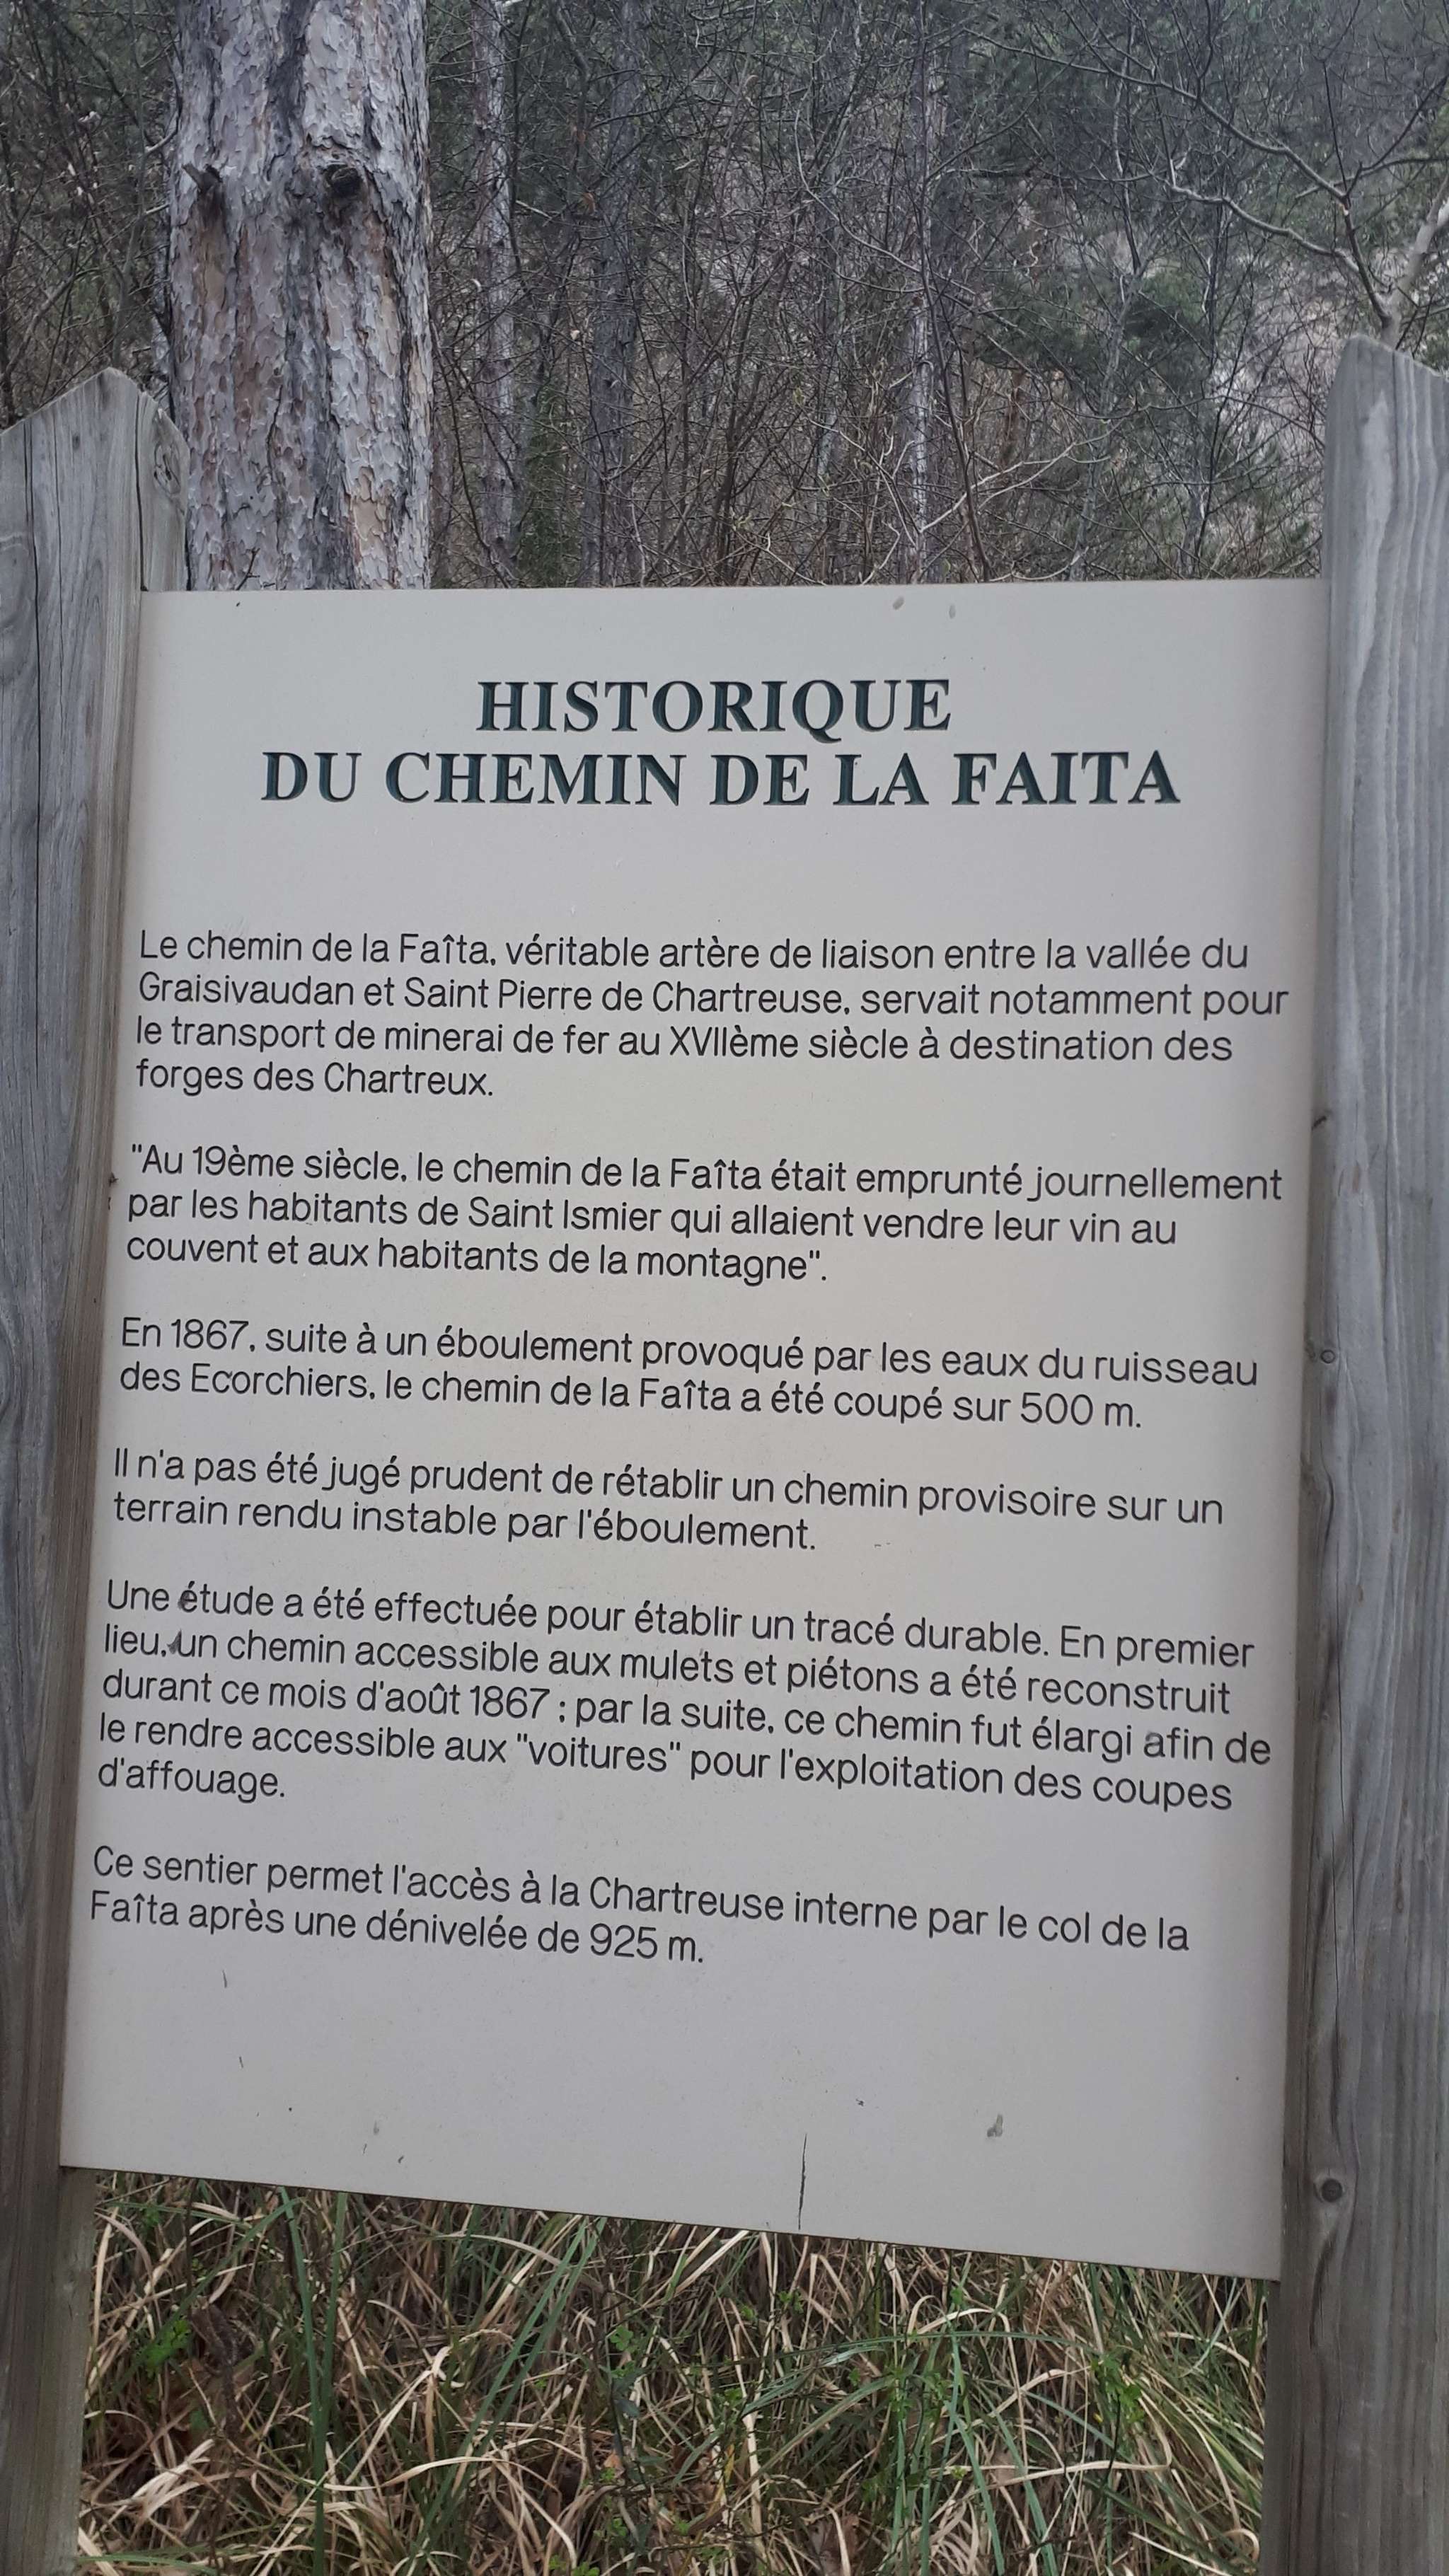 HISTORIQUE
DU CHEMIN DE LA FAITA
Le chemin de la Faîta, véritable artère de liaison entre la vallée du
Graisivaudan et Saint Pierre de Chartreuse, servait notamment pour
le transport de minerai de fer au XVIIème siècle à destination des
forges des Chartreux.
"Au 19ème siècle, le chemin de la Faîta était emprunté journellement
par les habitants de Saint Ismier qui allaient vendre leur vin au
couvent et aux habitants de la montagne".
En 1867, suite à un éboulement provoqué par les eaux du ruisseau
des Ecorchiers, le chemin de la Faîta a été coupé sur 500 m.
Il n'a pas été jugé prudent de rétablir un chemin provisoire sur un
terrain rendu instable par l'éboulement.
Une étude a été effectuée pour établir un tracé durable. En premier
lieu, un chemin accessible aux mulets et piétons a été reconstruit
durant ce mois d'août 1867 ; par la suite, ce chemin fut élargi afin de
le rendre accessible aux "voitures" pour l'exploitation des coupes
d'affouage.
Ce sentier permet l'accès à la Chartreuse interne par le col de la
Faîta après une dénivelée de 925 m.